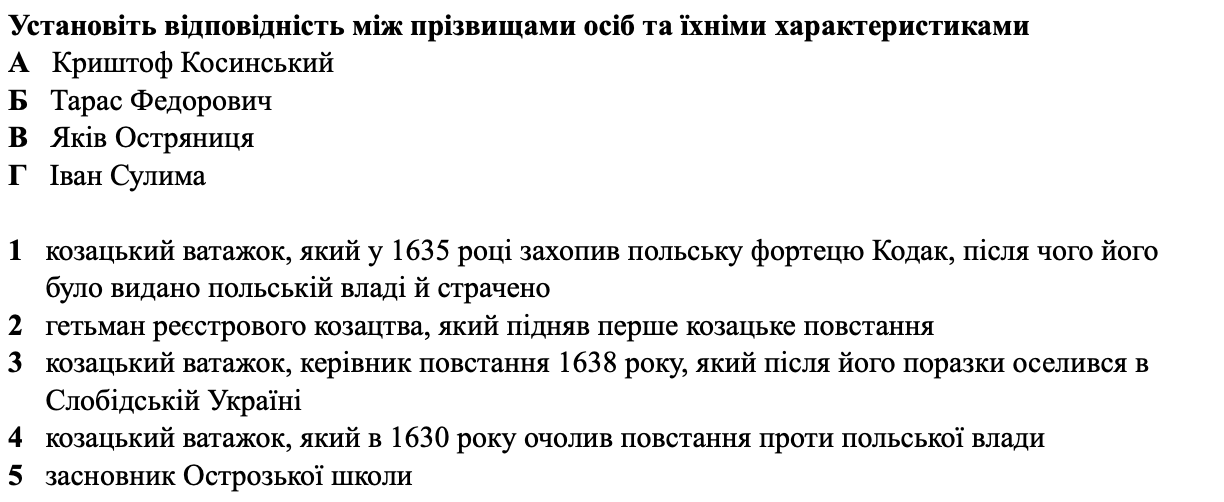 Установіть відповідність між прізвищами осіб та їхніми характеристиками
А Криштоф Косинський
Б Тарас Федорович
В Яків Остряниця
Г Іван Сулима
1 козацький ватажок, який у 1635 році захопив польську фортецю Кодак, після чого його
було видано польській владі й страчено
2 гетьман реєстрового козацтва, який підняв перше козацьке повстання
3 козацький ватажок, керівник повстання 1638 року, який після його поразки оселився в
Слобідській Україні
4 козацький ватажок, який в 1630 року очолив повстання проти польської влади
5 засновник Острозької школи